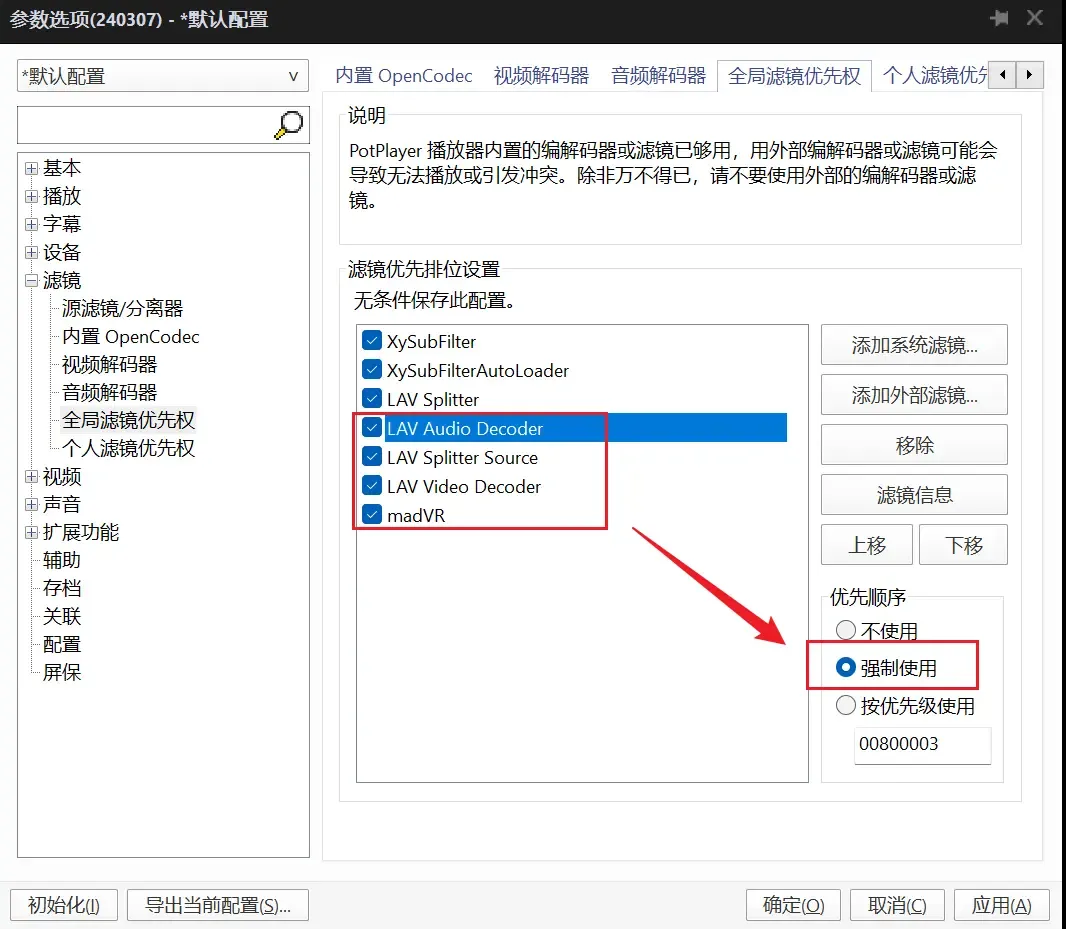 参数选项(240307) - *默认配置
*默认配置
内置 OpenCodec 视频解码器 音频解码器 全局滤镜优先权 个人滤镜优
基本
播放
字幕
设备
滤镜
源滤镜/分离器
内置 OpenCodec
视频解码器
音频解码器
全局滤镜优先权
个人滤镜优先权
视频
声音
扩展功能
辅助
存档
关联
配置
屏保
说明
PotPlayer 播放器内置的编解码器或滤镜已够用，用外部编解码器或滤镜可能会
导致无法播放或引发冲突。除非万不得已，请不要使用外部的编解码器或滤
镜。
滤镜优先排位设置
无条件保存此配置。
XySubFilter
XySubFilterAutoLoader
LAV Splitter
LAV Audio Decoder
LAV Splitter Source
LAV Video Decoder
madVR
添加系统滤镜...
添加外部滤镜...
移除
滤镜信息
上移 下移
优先顺序
不使用
强制使用
按优先级使用
00800003
初始化(I) 导出当前配置(S)... 确定(O) 取消(C) 应用(A)